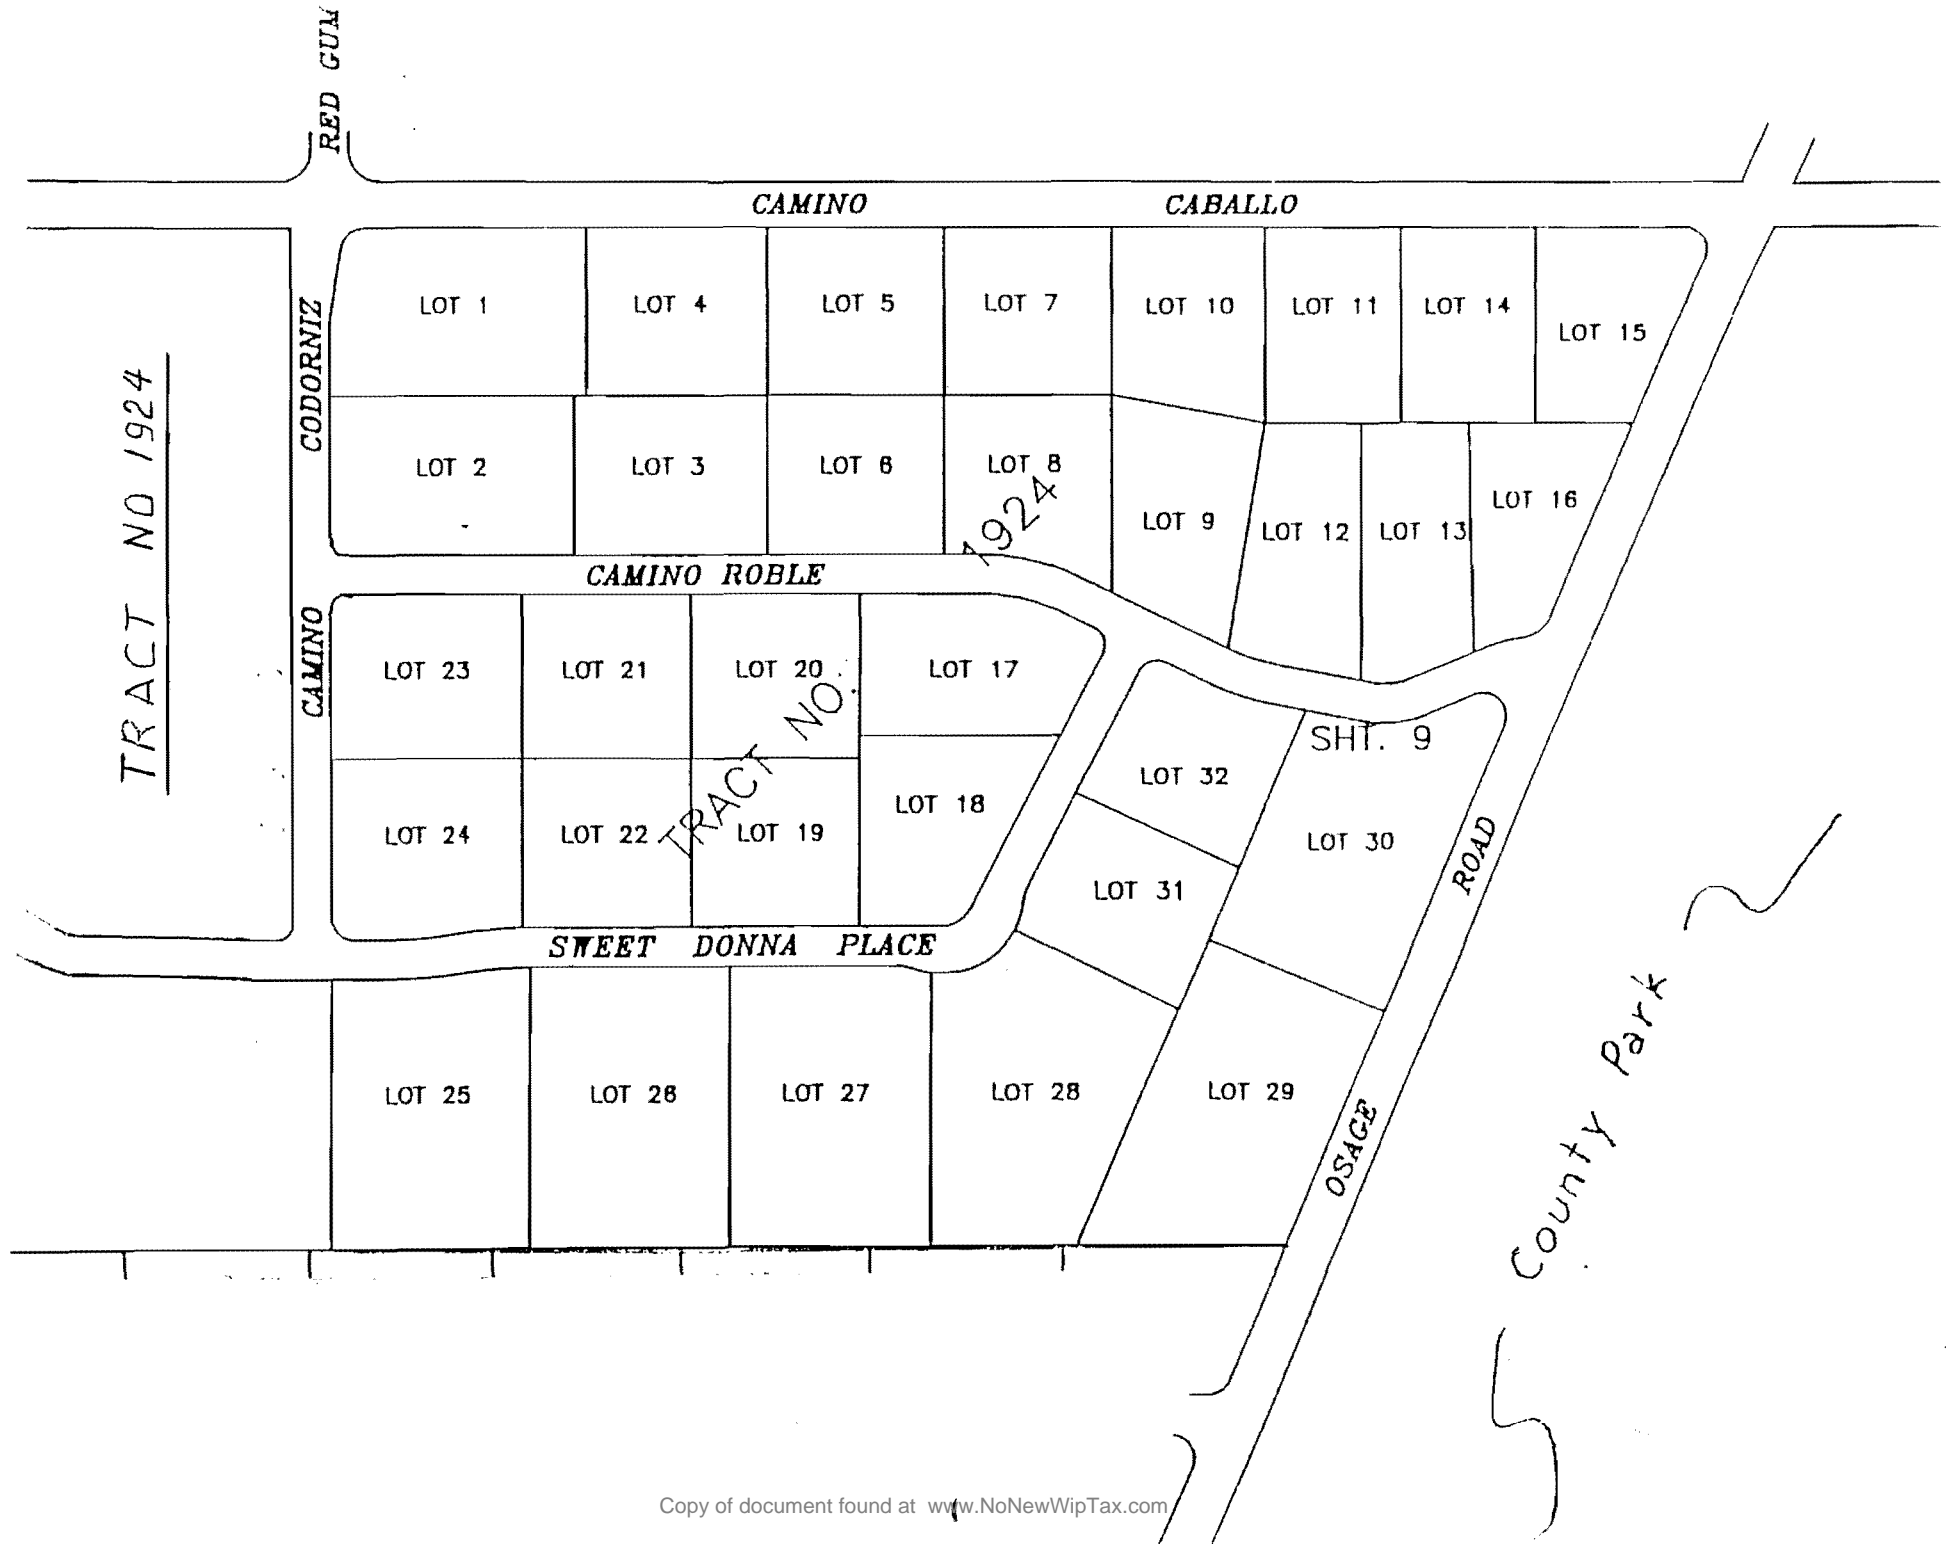 RED GUM
CAMINO CABALLO
LOT 1
LOT 4
LOT 5
LOT 7
LOT 10
LOT 11
LOT 14
LOT 15
CAMINO CODORNIZ
TRACT NO 1924
LOT 2
LOT 3
LOT 6
LOT 8
LOT 9
LOT 12
LOT 13
LOT 16
CAMINO ROBLE
TRACT NO. 1924
LOT 23
LOT 21
LOT 20
LOT 17
SHT. 9
LOT 32
LOT 30
LOT 24
LOT 22
LOT 19
LOT 18
LOT 31
SWEET DONNA PLACE
OSAGE ROAD
County Park
LOT 25
LOT 26
LOT 27
LOT 28
LOT 29
Copy of document found at www.NoNewWipTax.com